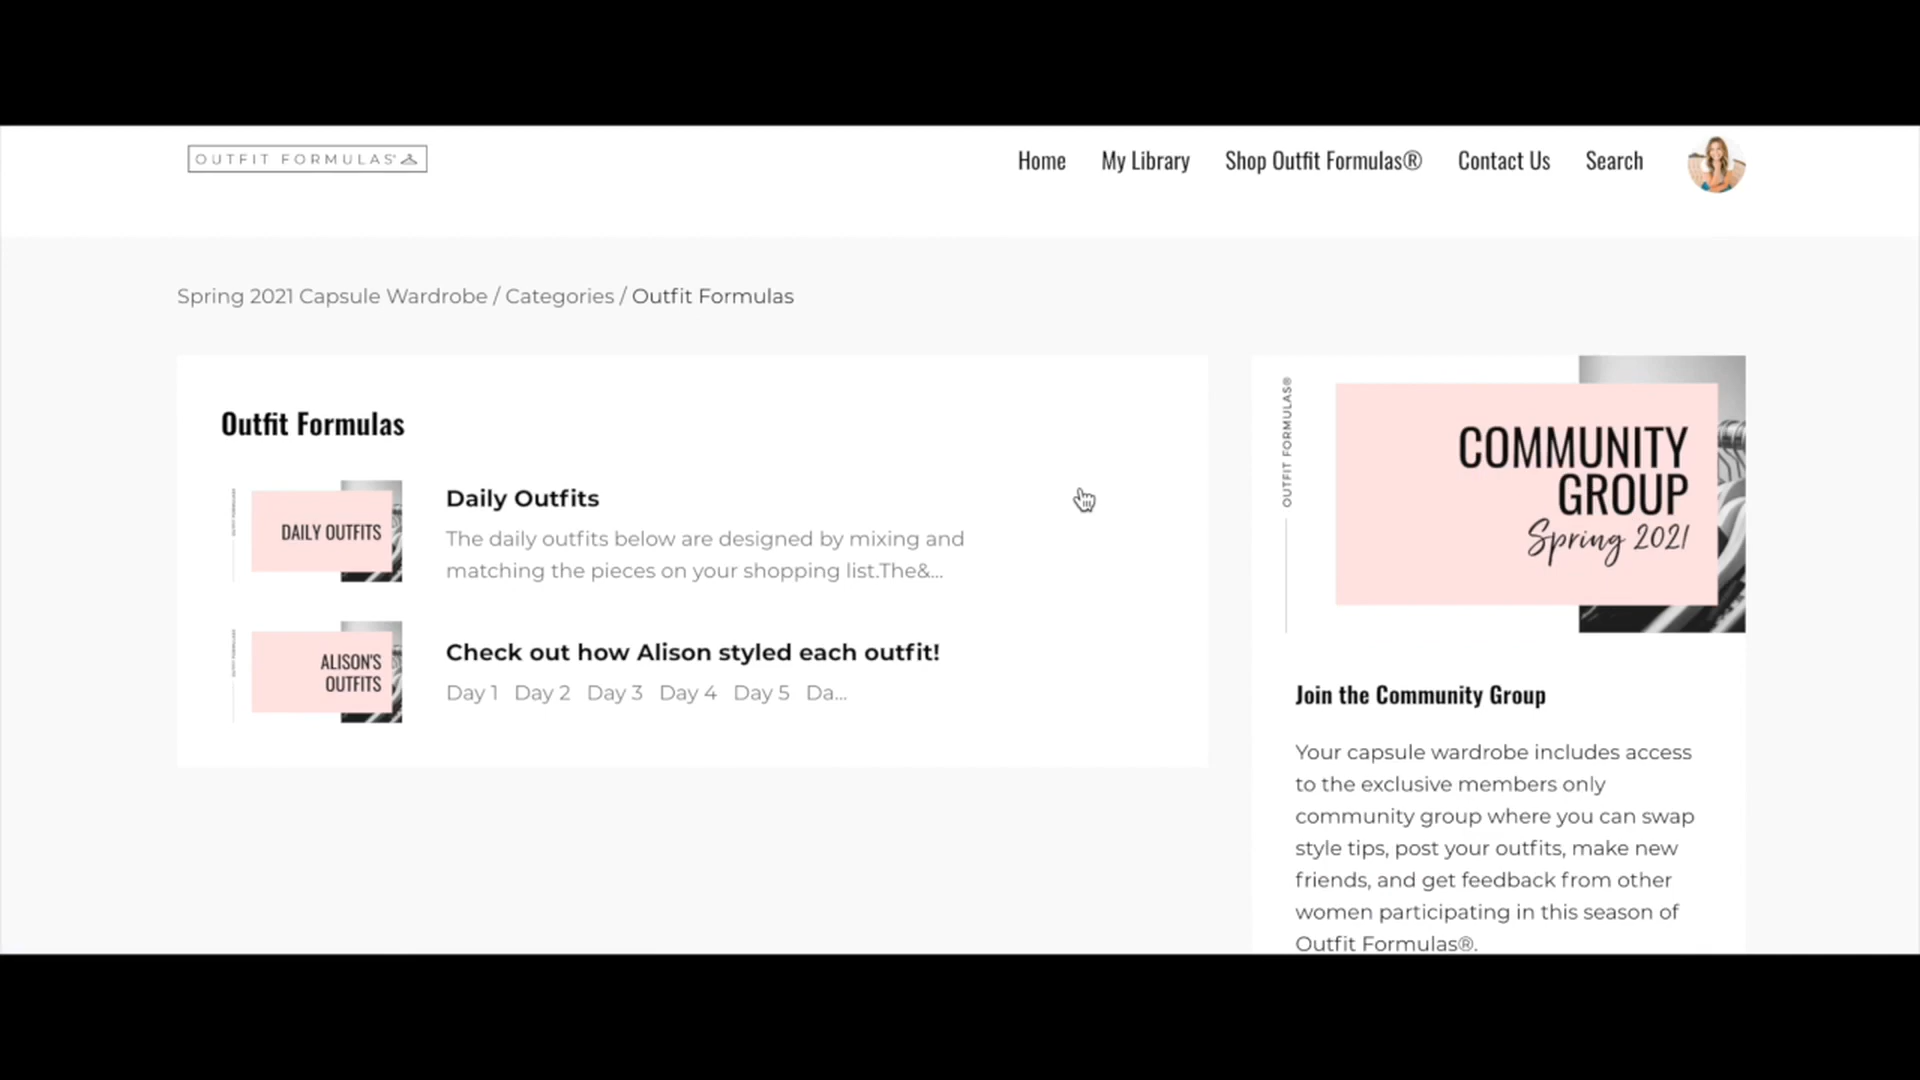 OUTFIT FORMULAS®
Home My Library Shop Outfit Formulas® Contact Us Search
Spring 2021 Capsule Wardrobe / Categories / Outfit Formulas
Outfit Formulas
DAILY OUTFITS
Daily Outfits
The daily outfits below are designed by mixing and
matching the pieces on your shopping list.The&...
ALISON'S
OUTFITS
Check out how Alison styled each outfit!
Day 1 Day 2 Day 3 Day 4 Day 5 Da...
OUTFIT FORMULAS®
COMMUNITY
GROUP
Spring 2021
Join the Community Group
Your capsule wardrobe includes access
to the exclusive members only
community group where you can swap
style tips, post your outfits, make new
friends, and get feedback from other
women participating in this season of
Outfit Formulas®.